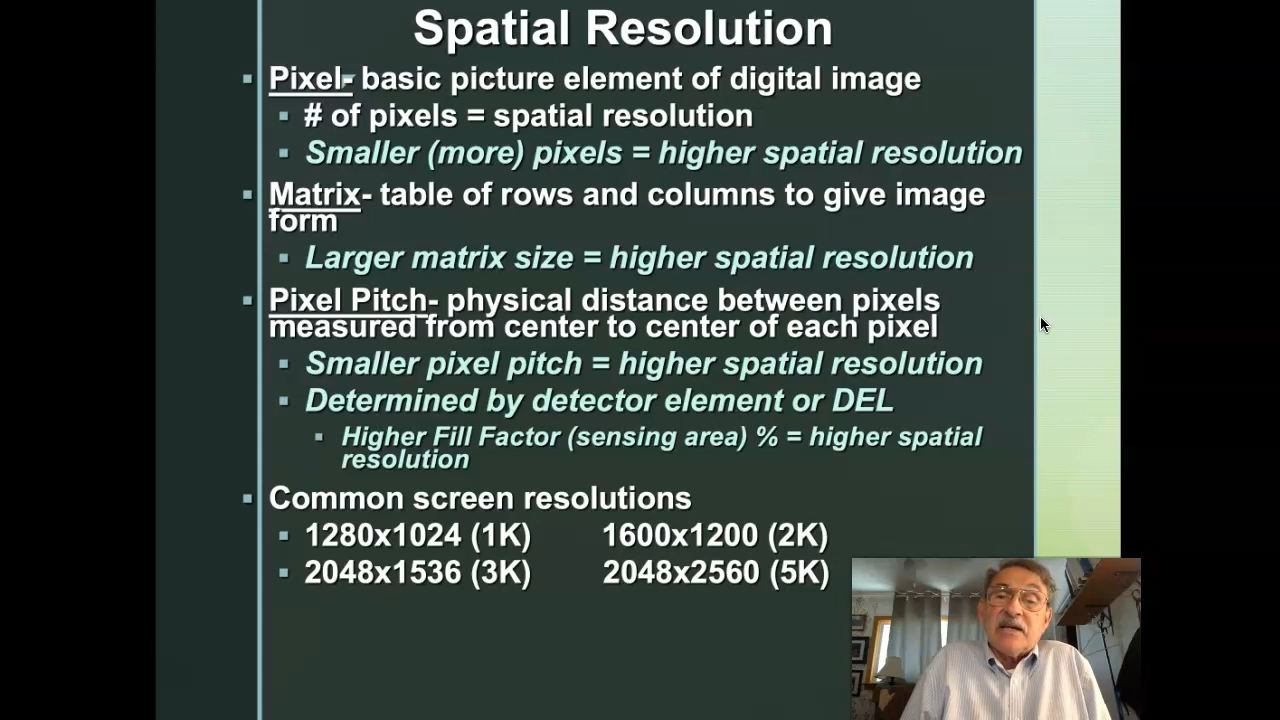 Spatial Resolution
Pixel- basic picture element of digital image
# of pixels = spatial resolution
Smaller (more) pixels = higher spatial resolution
Matrix- table of rows and columns to give image
form
Larger matrix size = higher spatial resolution
Pixel Pitch- physical distance between pixels
measured from center to center of each pixel
Smaller pixel pitch = higher spatial resolution
Determined by detector element or DEL
Higher Fill Factor (sensing area) % = higher spatial
resolution
Common screen resolutions
1280x1024 (1K) 1600x1200 (2K)
2048x1536 (3K) 2048x2560 (5K)